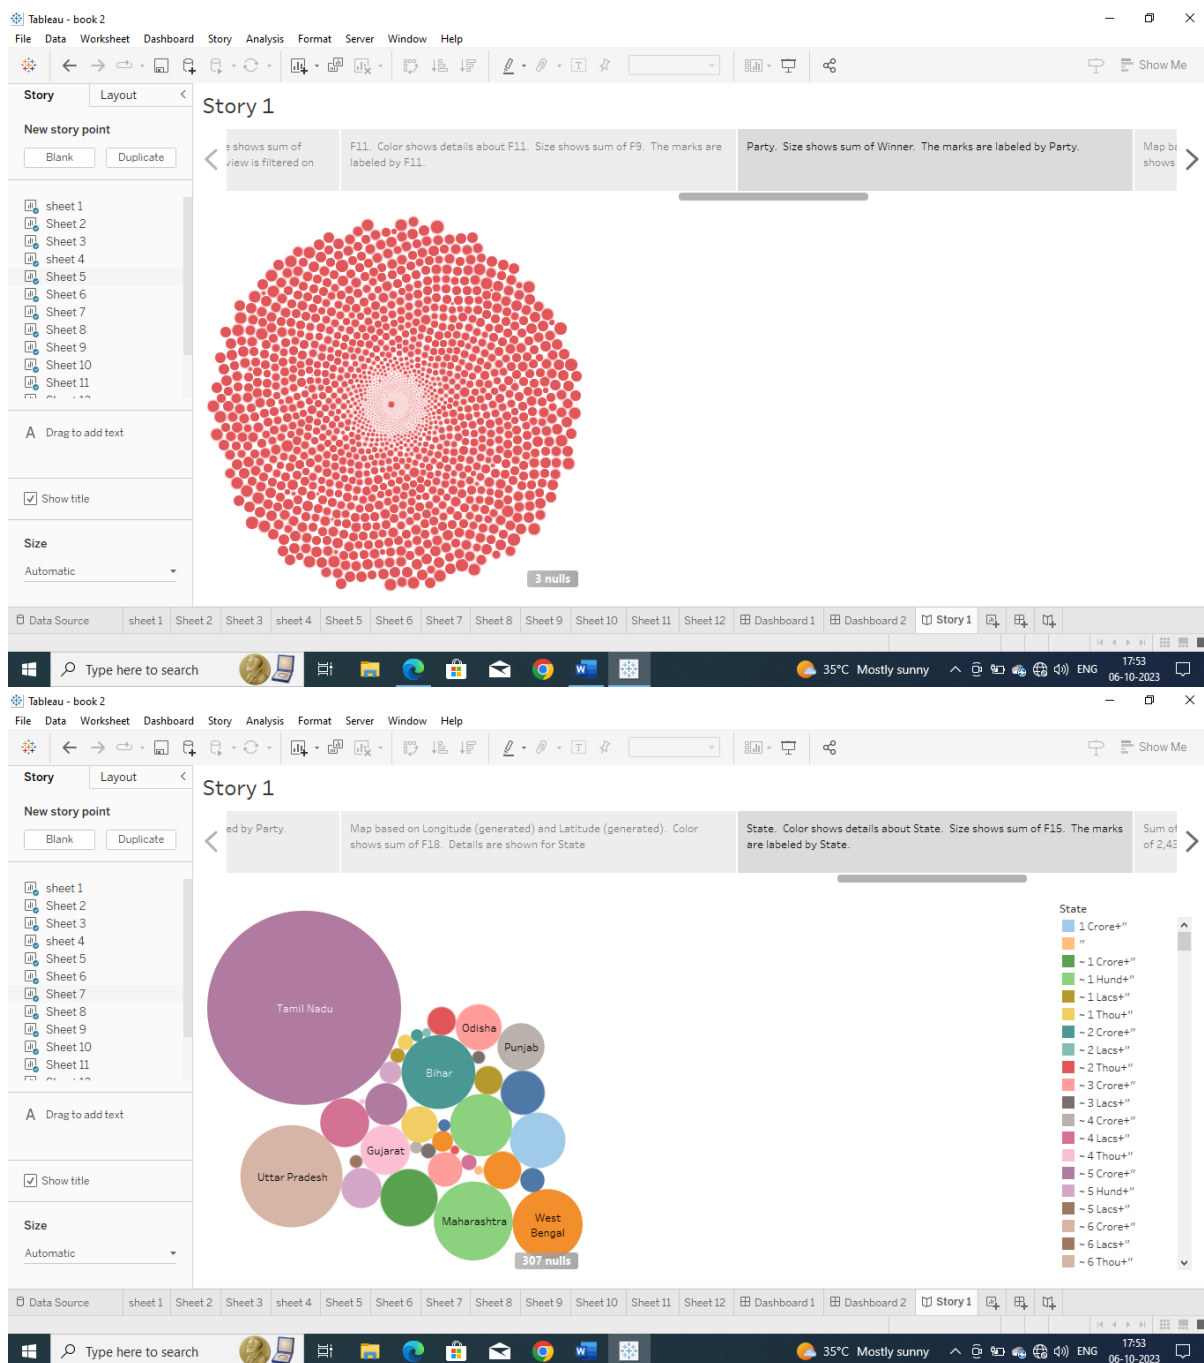 Tableau - book 2
File Data Worksheet Dashboard Story Analysis Format Server Window Help
Show Me
Story Layout
Story 1
New story point
Blank Duplicate
e shows sum of
view is filtered on
F11. Color shows details about F11. Size shows sum of F9. The marks are
labeled by F11.
Party. Size shows sum of Winner. The marks are labeled by Party.
Map ba
shows
sheet 1
Sheet 2
Sheet 3
sheet 4
Sheet 5
Sheet 6
Sheet 7
Sheet 8
Sheet 9
Sheet 10
Sheet 11
A Drag to add text
Show title
Size
Automatic
3 nulls
Data Source sheet 1 Sheet 2 Sheet 3 sheet 4 Sheet 5 Sheet 6 Sheet 7 Sheet 8 Sheet 9 Sheet 10 Sheet 11 Sheet 12 Dashboard 1 Dashboard 2 Story 1
Type here to search
35°C Mostly sunny
ENG
17:53
06-10-2023
Tableau - book 2
File Data Worksheet Dashboard Story Analysis Format Server Window Help
Show Me
Story Layout
Story 1
New story point
Blank Duplicate
ed by Party.
Map based on Longitude (generated) and Latitude (generated). Color
shows sum of F18. Details are shown for State
State. Color shows details about State. Size shows sum of F15. The marks
are labeled by State.
Sum of
of 2,43
sheet 1
Sheet 2
Sheet 3
sheet 4
Sheet 5
Sheet 6
Sheet 7
Sheet 8
Sheet 9
Sheet 10
Sheet 11
A Drag to add text
Show title
Size
Automatic
Tamil Nadu
Odisha
Punjab
Bihar
Gujarat
Uttar Pradesh
Maharashtra
West
Bengal
307 nulls
State
1 Crore+"
"
~ 1 Crore+"
~ 1 Hund+"
~ 1 Lacs+"
~ 1 Thou+"
~ 2 Crore+"
~ 2 Lacs+"
~ 2 Thou+"
~ 3 Crore+"
~ 3 Lacs+"
~ 4 Crore+"
~ 4 Lacs+"
~ 4 Thou+"
~ 5 Crore+"
~ 5 Hund+"
~ 5 Lacs+"
~ 6 Crore+"
~ 6 Lacs+"
~ 6 Thou+"
Data Source sheet 1 Sheet 2 Sheet 3 sheet 4 Sheet 5 Sheet 6 Sheet 7 Sheet 8 Sheet 9 Sheet 10 Sheet 11 Sheet 12 Dashboard 1 Dashboard 2 Story 1
Type here to search
35°C Mostly sunny
ENG
17:53
06-10-2023